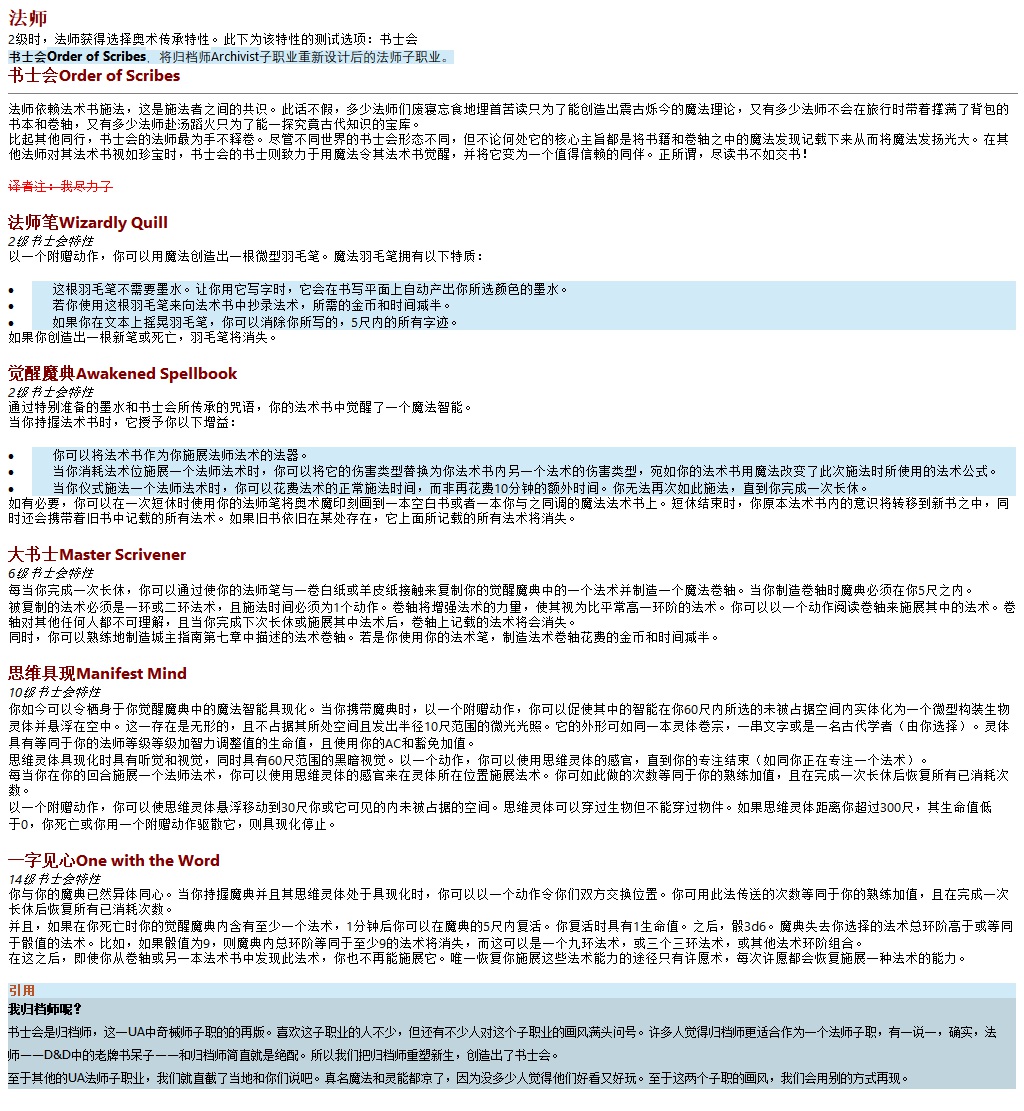 法师
2级时，法师获得选择奥术传承特性。此下为该特性的测试选项：书士会
书士会Order of Scribes，将归档师Archivist子职业重新设计后的法师子职业。
书士会Order of Scribes
法师依赖法术书施法，这是施法者之间的共识。此话不假，多少法师们废寝忘食地埋首苦读只为了能创造出震古烁今的魔法理论，又有多少法师不会在旅行时带着撑满了背包的
书本和卷轴，又有多少法师赴汤蹈火只为了能一探究竟古代知识的宝库。
比起其他同行，书士会的法师最为手不释卷。尽管不同世界的书士会形态不同，但不论何处它的核心主旨都是将书籍和卷轴之中的魔法发现记载下来从而将魔法发扬光大。在其
他法师对其法术书视如珍宝时，书士会的书士则致力于用魔法令其法术书觉醒，并将它变为一个值得信赖的同伴。正所谓，尽读书不如交书！
译者注：我尽力了
法师笔Wizardly Quill
2级书士会特性
以一个附赠动作，你可以用魔法创造出一根微型羽毛笔。魔法羽毛笔拥有以下特质：
• 这根羽毛笔不需要墨水。让你用它写字时，它会在书写平面上自动产出你所选颜色的墨水。
• 若你使用这根羽毛笔来向法术书中抄录法术，所需的金币和时间减半。
• 如果你在文本上摇晃羽毛笔，你可以消除你所写的，5尺内的所有字迹。
如果你创造出一根新笔或死亡，羽毛笔将消失。
觉醒魔典Awakened Spellbook
2级书士会特性
通过特别准备的墨水和书士会所传承的咒语，你的法术书中觉醒了一个魔法智能。
当你持握法术书时，它授予你以下增益：
• 你可以将法术书作为你施展法师法术的法器。
• 当你消耗法术位施展一个法师法术时，你可以将它的伤害类型替换为你法术书内另一个法术的伤害类型，宛如你的法术书用魔法改变了此次施法时所使用的法术公式。
• 当你仪式施法一个法师法术时，你可以花费法术的正常施法时间，而非再花费10分钟的额外时间。你无法再次如此施法，直到你完成一次长休。
如有必要，你可以在一次短休时使用你的法师笔将奥术魔印刻画到一本空白书或者一本你与之同调的魔法法术书上。短休结束时，你原本法术书内的意识将转移到新书之中，同
时还会携带着旧书中记载的所有法术。如果旧书依旧在某处存在，它上面所记载的所有法术将消失。
大书士Master Scrivener
6级书士会特性
每当你完成一次长休，你可以通过使你的法师笔与一卷白纸或羊皮纸接触来复制你的觉醒魔典中的一个法术并制造一个魔法卷轴。当你制造卷轴时魔典必须在你5尺之内。
被复制的法术必须是一环或二环法术，且施法时间必须为1个动作。卷轴将增强法术的力量，使其视为比平常高一环阶的法术。你可以以一个动作阅读卷轴来施展其中的法术。卷
轴对其他任何人都不可理解，且当你完成下次长休或施展其中法术后，卷轴上记载的法术将会消失。
同时，你可以熟练地制造城主指南第七章中描述的法术卷轴。若是你使用你的法术笔，制造法术卷轴花费的金币和时间减半。
思维具现Manifest Mind
10级书士会特性
你如今可以令栖身于你觉醒魔典中的魔法智能具现化。当你携带魔典时，以一个附赠动作，你可以促使其中的智能在你60尺内所选的未被占据空间内实体化为一个微型构装生物
灵体并悬浮在空中。这一存在是无形的，且不占据其所处空间且发出半径10尺范围的微光光照。它的外形可如同一本灵体卷宗，一串文字或是一名古代学者（由你选择）。灵体
具有等同于你的法师等级等级加智力调整值的生命值，且使用你的AC和豁免加值。
思维灵体具现化时具有听觉和视觉，同时具有60尺范围的黑暗视觉。以一个动作，你可以使用思维灵体的感官，直到你的专注结束（如同你正在专注一个法术）。
每当你在你的回合施展一个法师法术，你可以使用思维灵体的感官来在灵体所在位置施展法术。你可如此做的次数等同于你的熟练加值，且在完成一次长休后恢复所有已消耗次
数。
以一个附赠动作，你可以使思维灵体悬浮移动到30尺你或它可见的内未被占据的空间。思维灵体可以穿过生物但不能穿过物件。如果思维灵体距离你超过300尺，其生命值低
于0，你死亡或你用一个附赠动作驱散它，则具现化停止。
一字见心One with the Word
14级书士会特性
你与你的魔典已然异体同心。当你持握魔典并且其思维灵体处于具现化时，你可以以一个动作令你们双方交换位置。你可用此法传送的次数等同于你的熟练加值，且在完成一次
长休后恢复所有已消耗次数。
并且，如果在你死亡时你的觉醒魔典内含有至少一个法术，1分钟后你可以在魔典的5尺内复活。你复活时具有1生命值。之后，骰3d6。魔典失去你选择的法术总环阶高于或等同
于骰值的法术。比如，如果骰值为9，则魔典内总环阶等同于至少9的法术将消失，而这可以是一个九环法术，或三个三环法术，或其他法术环阶组合。
在这之后，即使你从卷轴或另一本法术书中发现此法术，你也不再能施展它。唯一恢复你施展这些法术能力的途径只有许愿术，每次许愿都会恢复施展一种法术的能力。
引用
我归档师呢？
书士会是归档师，这一UA中奇械师子职的的再版。喜欢这子职业的人不少，但还有不少人对这个子职业的画风满头问号。许多人觉得归档师更适合作为一个法师子职，有一说一，确实，法
师——D&D中的老牌书呆子——和归档师简直就是绝配。所以我们把归档师重塑新生，创造出了书士会。
至于其他的UA法师子职业，我们就直截了当地和你们说吧。真名魔法和灵能都凉了，因为没多少人觉得他们好看又好玩。至于这两个子职的画风，我们会用别的方式再现。